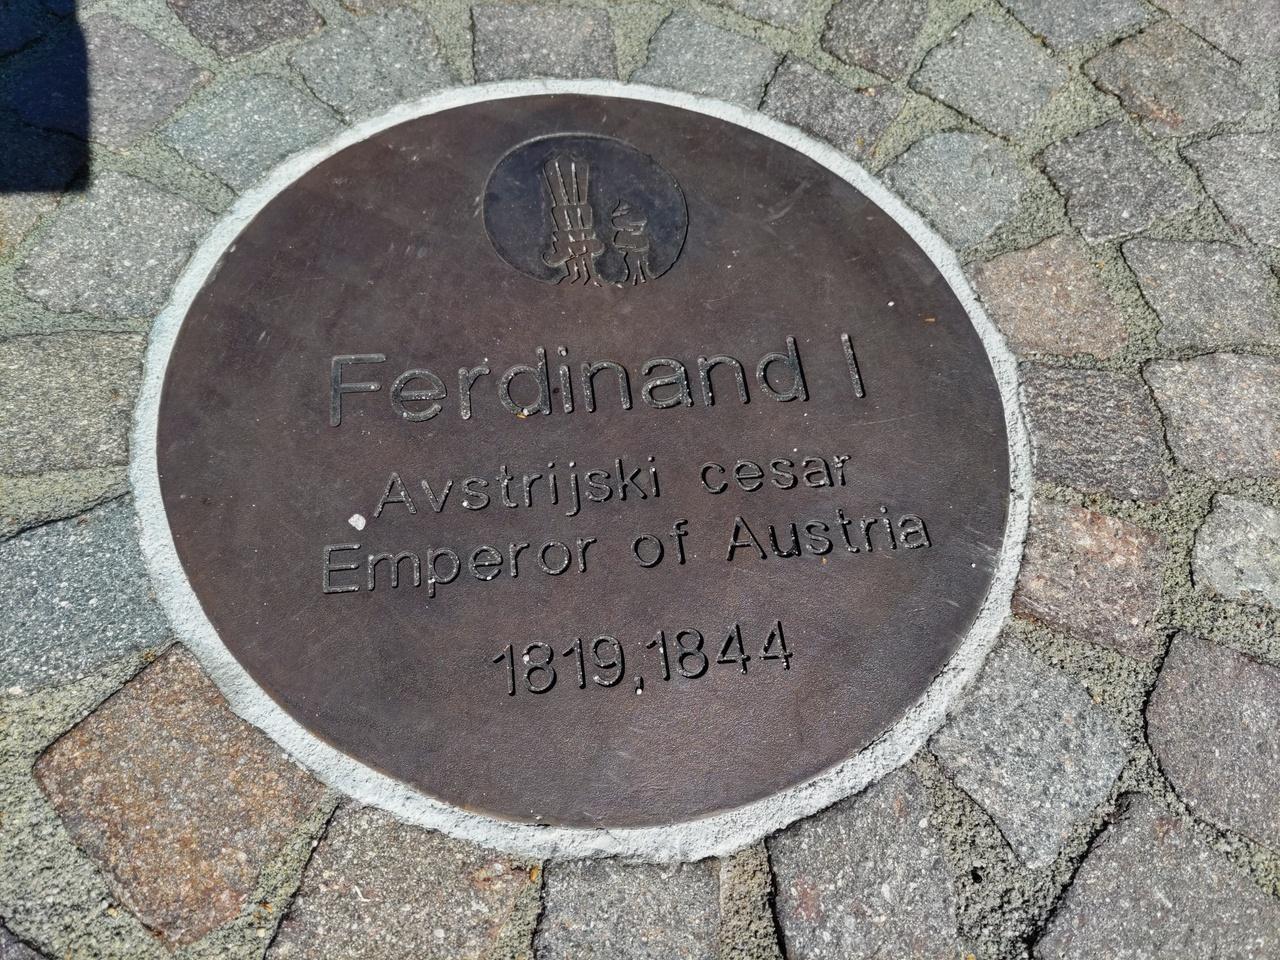 Ferdinand I
Avstrijski cesar
Emperor of Austria
1819,1844